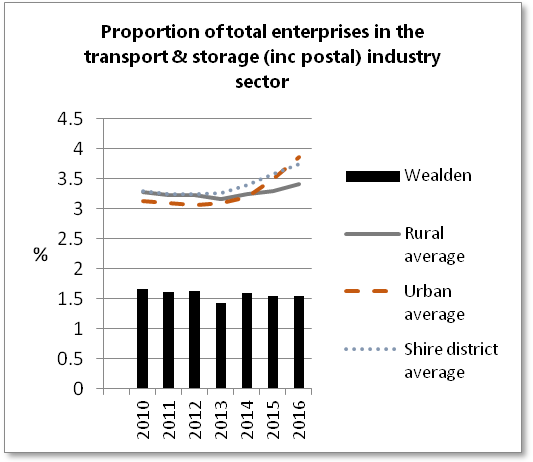 Proportion of total enterprises in the
transport & storage (inc postal) industry
sector
4.5
4
3.5
3
2.5
2
1.5
1
0.5
0
%
2010
2011
2012
2013
2014
2015
2016
Wealden
Rural
average
Urban
average
Shire district
average